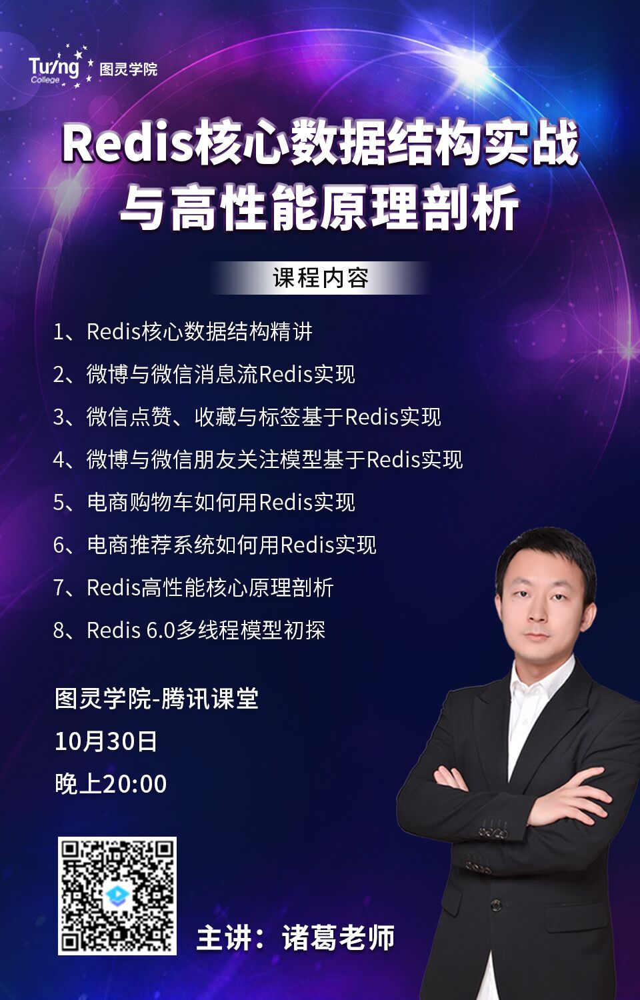 Turing
College
图灵学院
Redis核心数据结构实战
与高性能原理剖析
课程内容
1、Redis核心数据结构精讲
2、微博与微信消息流Redis实现
3、微信点赞、收藏与标签基于Redis实现
4、微博与微信朋友关注模型基于Redis实现
5、电商购物车如何用Redis实现
6、电商推荐系统如何用Redis实现
7、Redis高性能核心原理剖析
8、Redis 6.0多线程模型初探
图灵学院-腾讯课堂
10月30日
晚上20:00
主讲：诸葛老师